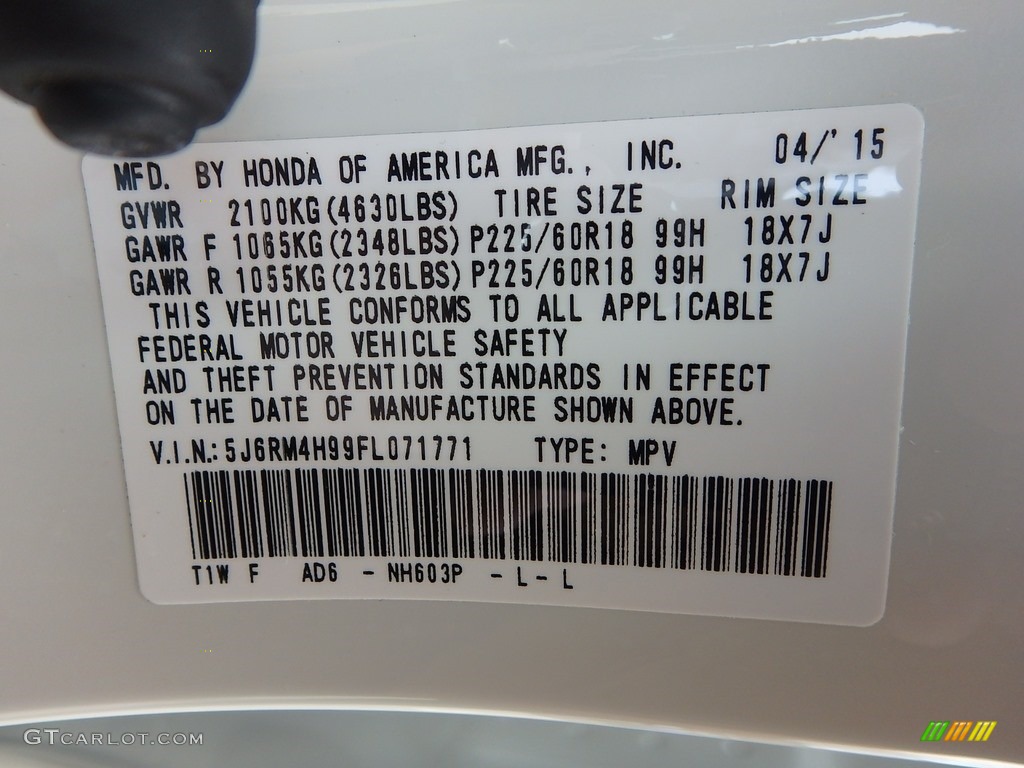 MFD. BY HONDA OF AMERICA MFG., INC. 04/'15
GVWR 2100KG(4630LBS) TIRE SIZE RIM SIZE
GAWR F 1065KG(2348LBS) P225/60R18 99H 18X7J
GAWR R 1055KG(2326LBS) P225/60R18 99H 18X7J
THIS VEHICLE CONFORMS TO ALL APPLICABLE
FEDERAL MOTOR VEHICLE SAFETY
AND THEFT PREVENTION STANDARDS IN EFFECT
ON THE DATE OF MANUFACTURE SHOWN ABOVE.
V.I.N.: 5J6RM4H99FL071771 TYPE: MPV
T1W F AD6 - NH603P - L - L
GTCARLOT.COM